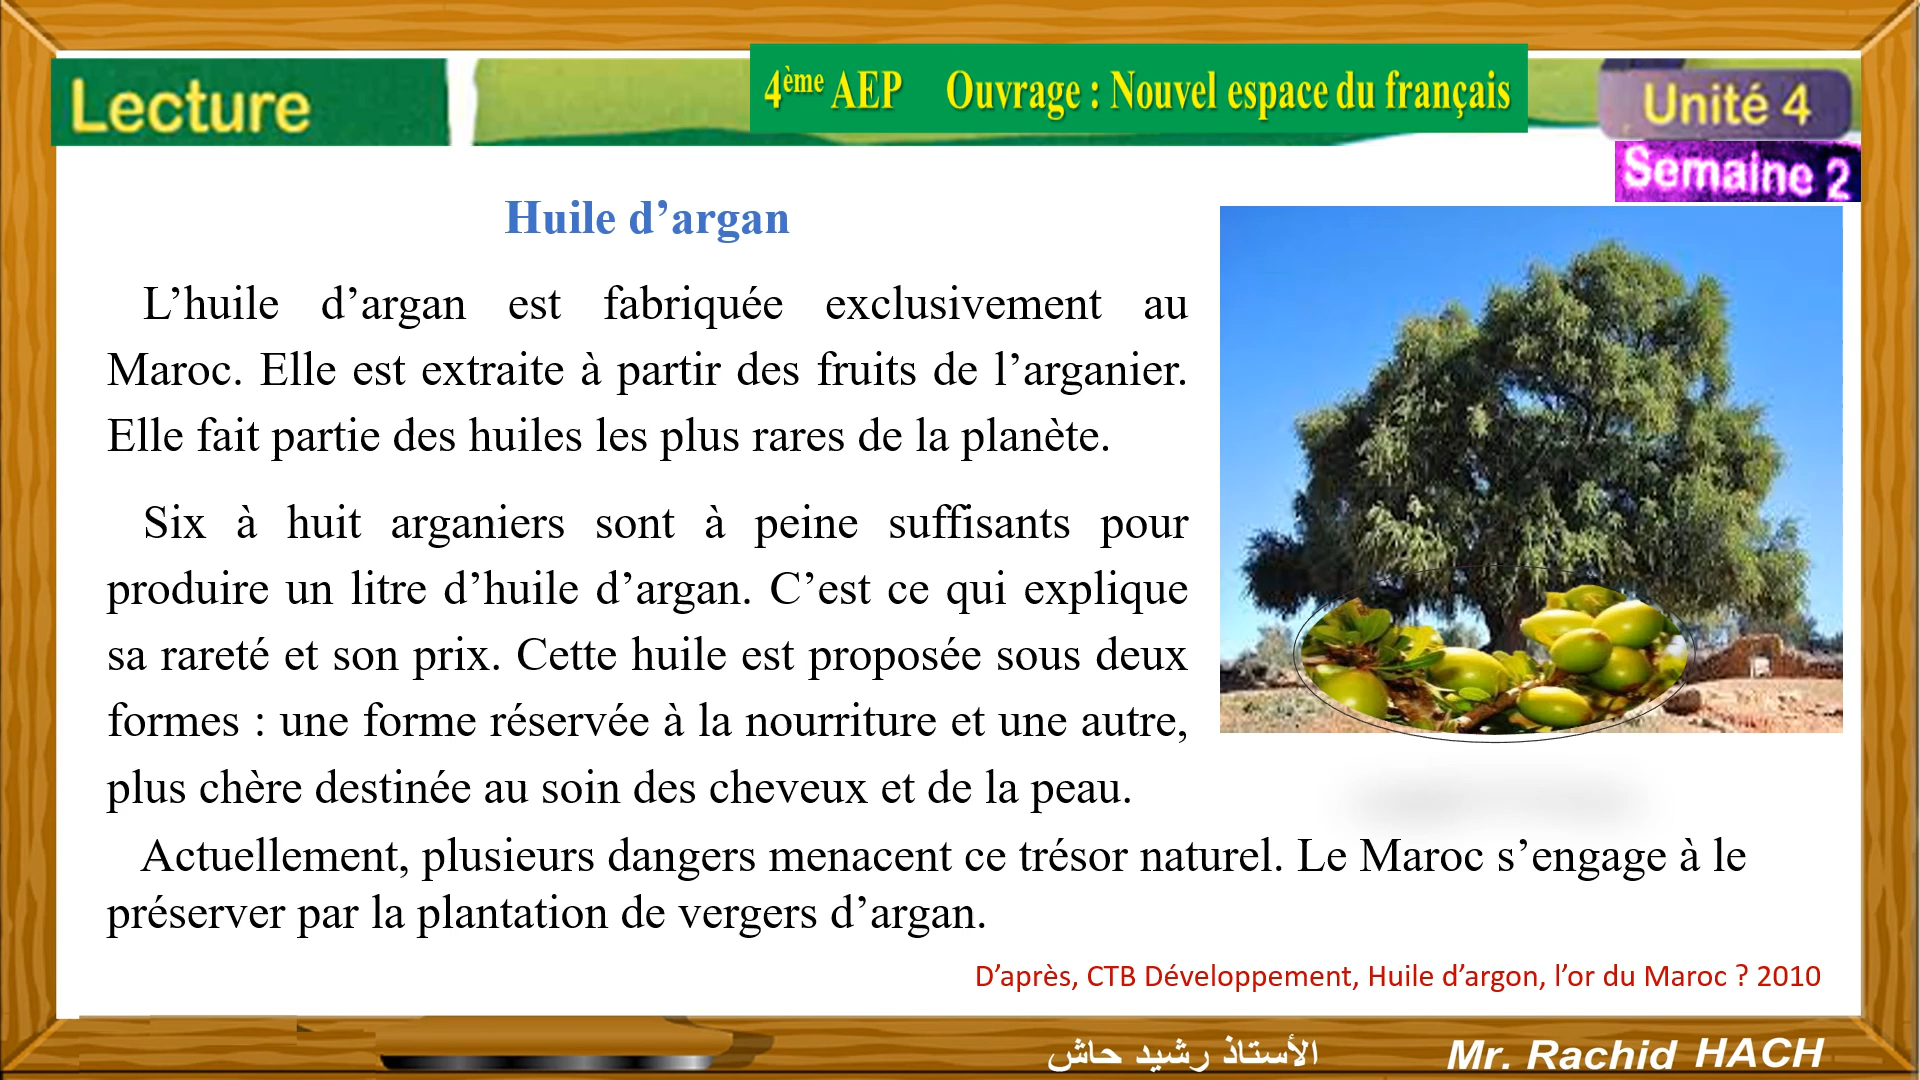 Lecture
4ème AEP Ouvrage : Nouvel espace du français
Unité 4
Semaine 2
Huile d’argan
L’huile d’argan est fabriquée exclusivement au
Maroc. Elle est extraite à partir des fruits de l’arganier.
Elle fait partie des huiles les plus rares de la planète.
Six à huit arganiers sont à peine suffisants pour
produire un litre d’huile d’argan. C’est ce qui explique
sa rareté et son prix. Cette huile est proposée sous deux
formes : une forme réservée à la nourriture et une autre,
plus chère destinée au soin des cheveux et de la peau.
Actuellement, plusieurs dangers menacent ce trésor naturel. Le Maroc s’engage à le
préserver par la plantation de vergers d’argan.
D’après, CTB Développement, Huile d’argon, l’or du Maroc ? 2010
الأستاذ رشيد حاش
Mr. Rachid HACH